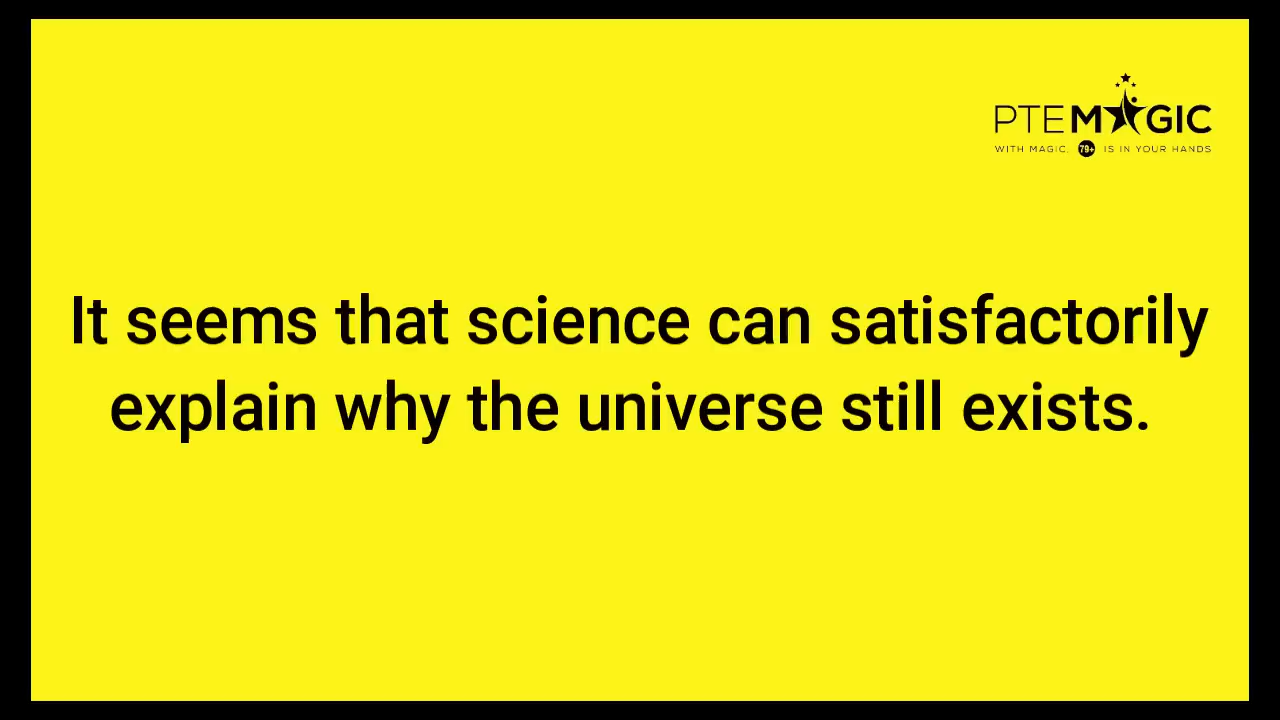 PTEMAGIC
WITH MAGIC, 79+ IS IN YOUR HANDS
It seems that science can satisfactorily
explain why the universe still exists.